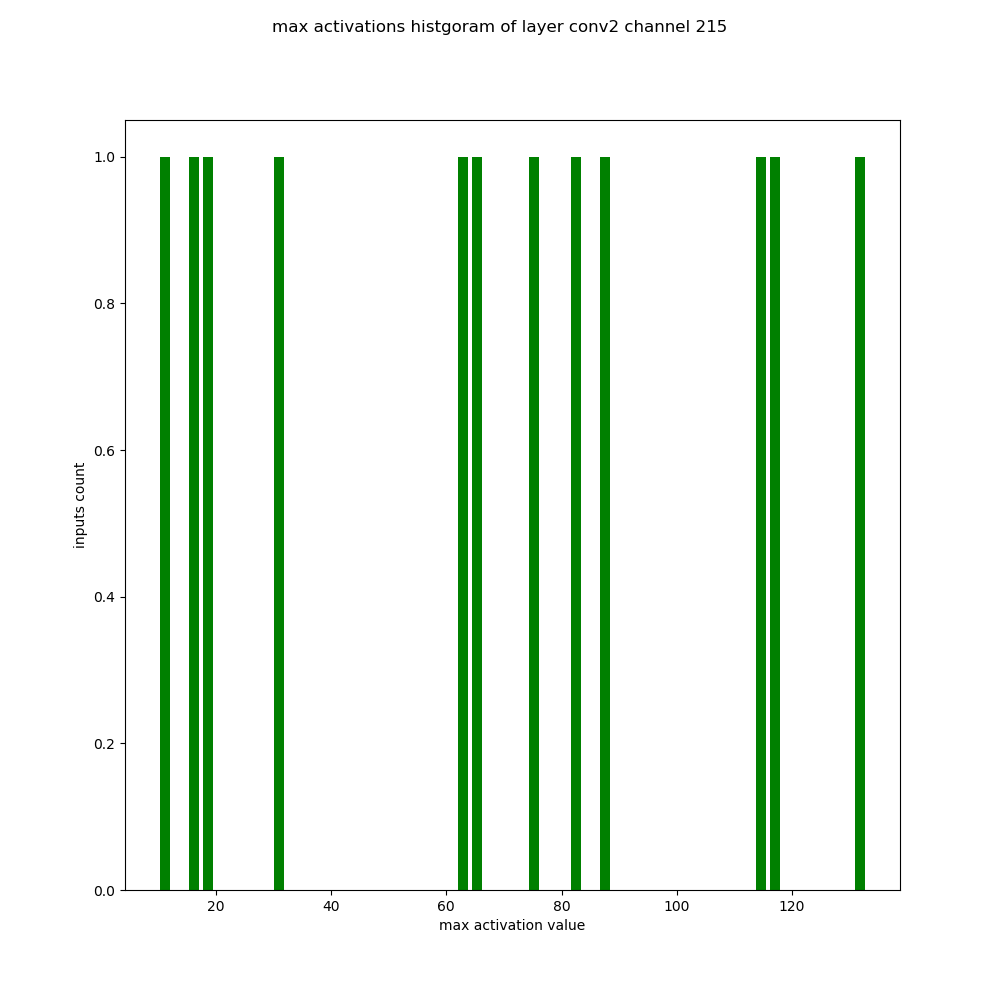 max activations histgoram of layer conv2 channel 215
1.0
0.8
0.6
0.4
0.2
0.0
inputs count
20 40 60 80 100 120
max activation value